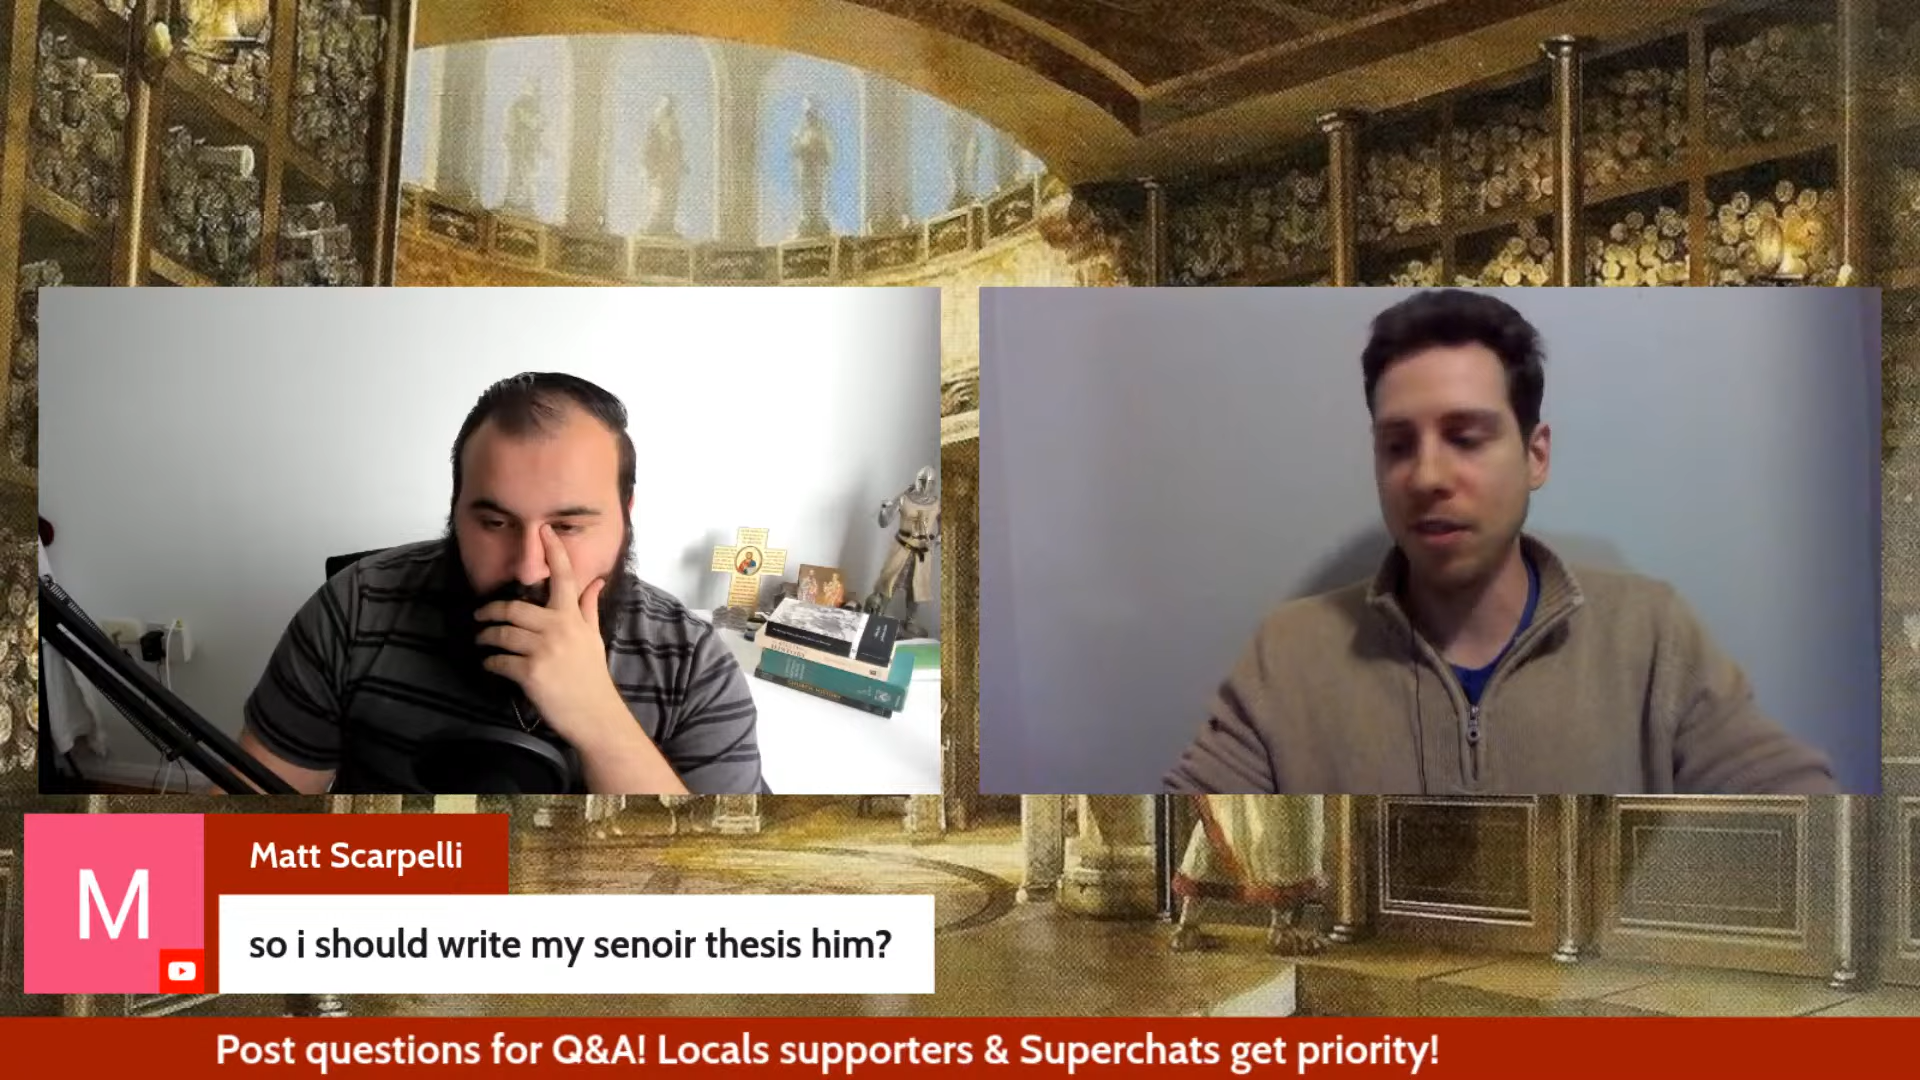 M
Matt Scarpelli
so i should write my senoir thesis him?
Post questions for Q&A! Locals supporters & Superchats get priority!